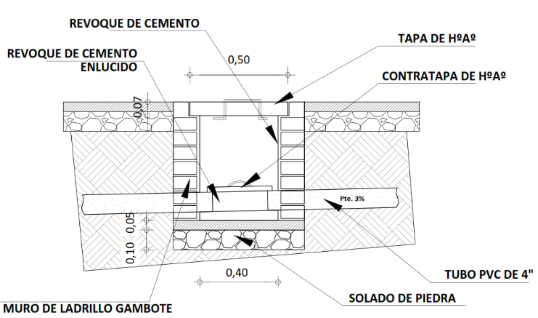 REVOQUE DE CEMENTO
TAPA DE HºAº
REVOQUE DE CEMENTO
ENLUCIDO
0,50
CONTRATAPA DE HºAº
0,07
Pte. 3%
0,05
0,10
0,40
TUBO PVC DE 4"
SOLADO DE PIEDRA
MURO DE LADRILLO GAMBOTE